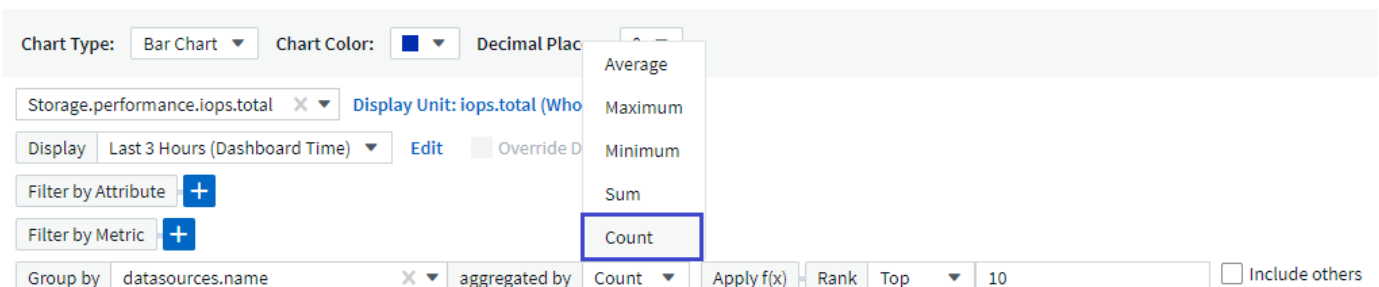 Chart Type: Bar Chart Chart Color: Decimal Plac
Average
Storage.performance.iops.total Display Unit: iops.total (Who
Maximum
Display Last 3 Hours (Dashboard Time) Edit Override D
Minimum
Filter by Attribute +
Sum
Filter by Metric +
Count
Group by datasources.name aggregated by Count Apply f(x) Rank Top 10 Include others